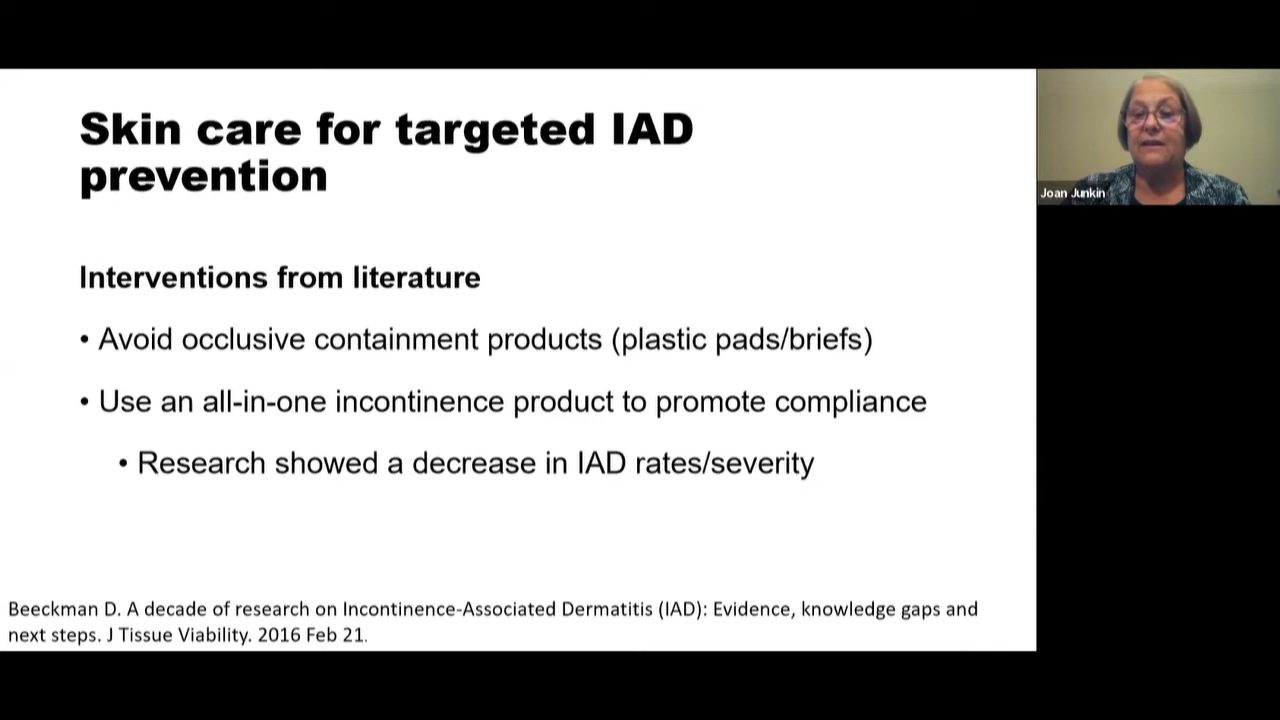 Skin care for targeted IAD
prevention
Interventions from literature
• Avoid occlusive containment products (plastic pads/briefs)
• Use an all-in-one incontinence product to promote compliance
• Research showed a decrease in IAD rates/severity
Beeckman D. A decade of research on Incontinence-Associated Dermatitis (IAD): Evidence, knowledge gaps and
next steps. J Tissue Viability. 2016 Feb 21.
Joan Junkin